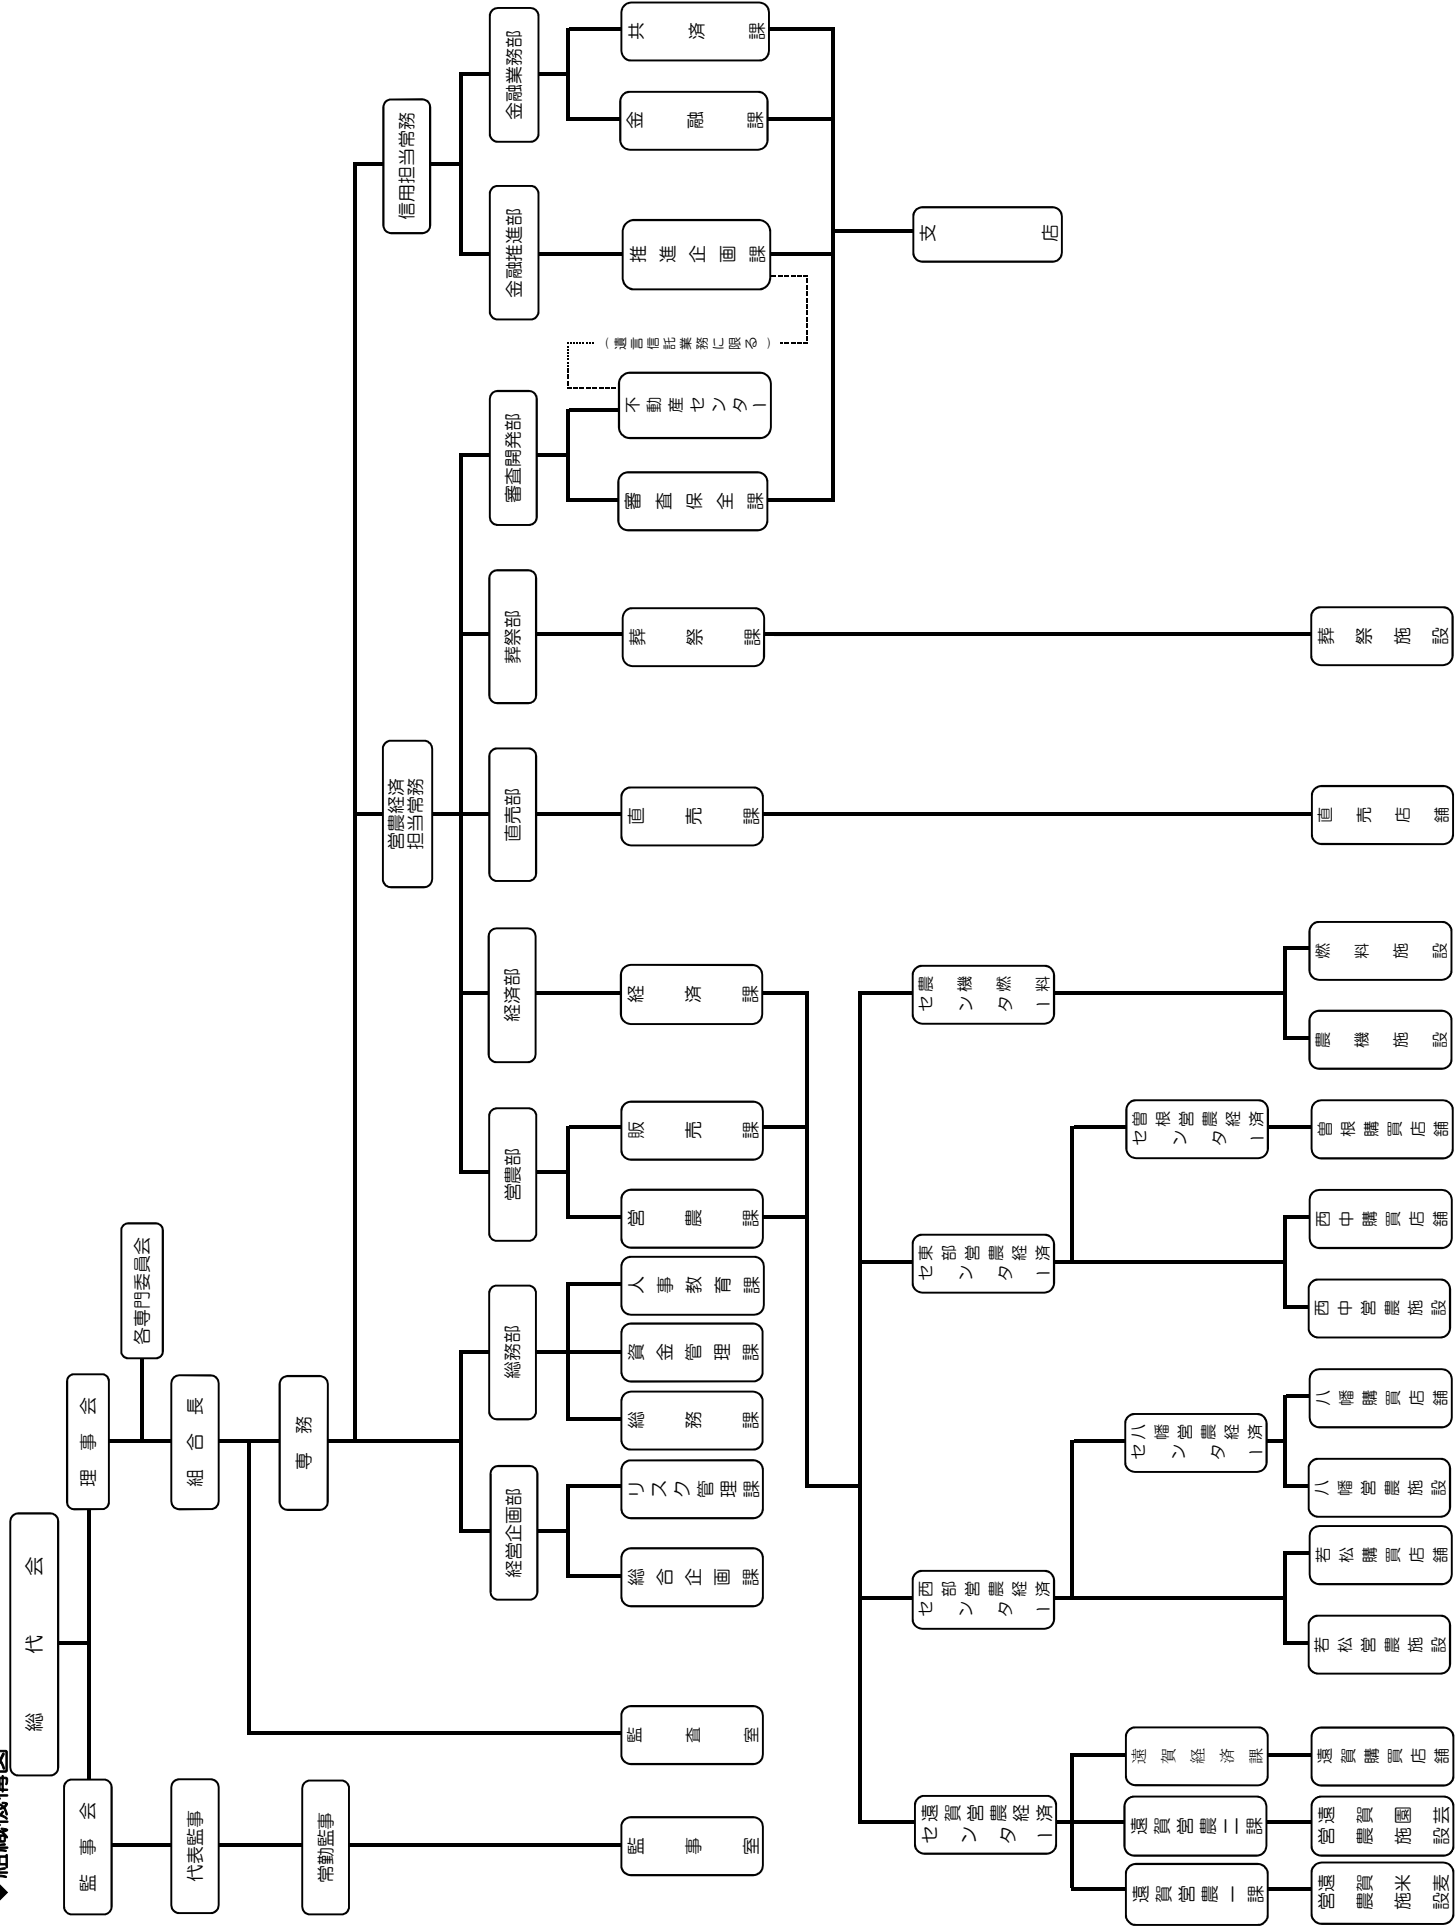 ◆組織機構図
総代会
監事会
理事会
各専門委員会
代表監事
組合長
常勤監事
専務
営農経済
担当常務
信用担当常務
経営企画部
総務部
営農部
経済部
直売部
葬祭部
審査開発部
金融推進部
金融業務部
監事室
監査室
総合企画課
リスク管理課
総務課
資金管理課
人事教育課
営農課
販売課
経済課
直売課
葬祭課
審査保全課
不動産センター
（遺言信託業務に限る）
推進企画課
金融課
共済課
遠賀営農経済
センター
西部営農経済
センター
東部営農経済
センター
農機燃料
センター
支店
遠賀営農一課
遠賀営農二課
遠賀経済課
八幡営農経済
センター
曽根営農経済
センター
遠賀米麦
営農施設
遠賀園芸
営農施設
遠賀購買店舗
若松営農施設
若松購買店舗
八幡営農施設
八幡購買店舗
西中営農施設
西中購買店舗
曽根購買店舗
農機施設
燃料施設
直売店舗
葬祭施設